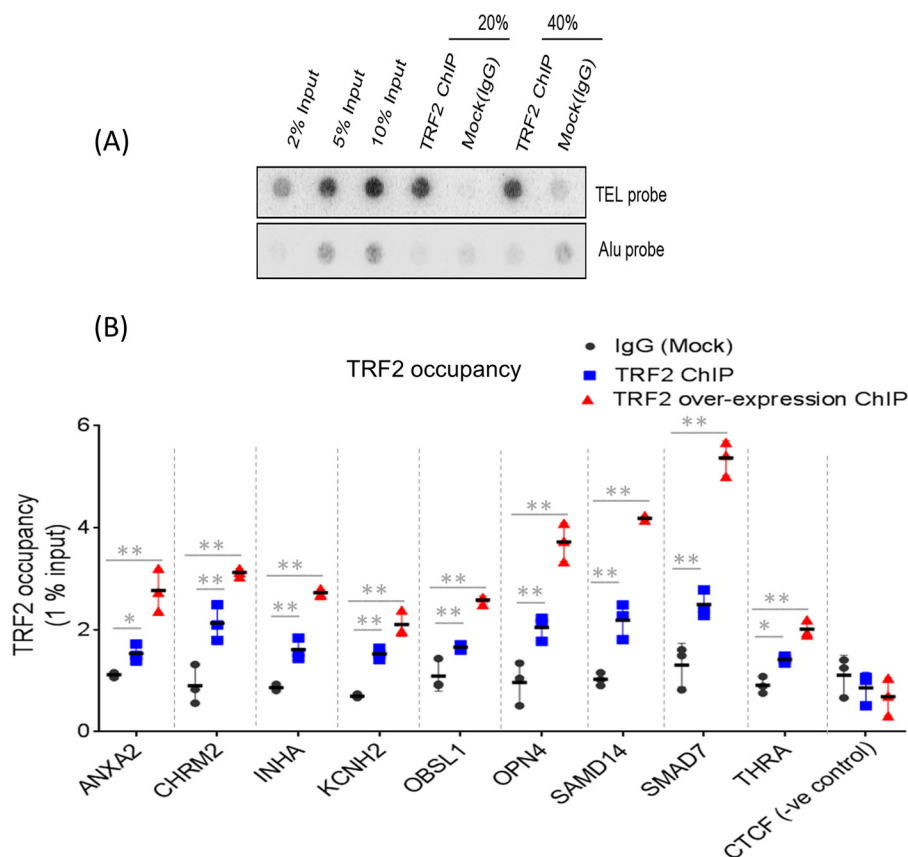 (A)
20% 40%
2% Input 5% Input 10% Input TRF2 ChIP Mock(IgG) TRF2 ChIP Mock(IgG)
TEL probe
Alu probe
(B)
TRF2 occupancy
IgG (Mock)
TRF2 ChIP
TRF2 over-expression ChIP
TRF2 occupancy
(1 % input)
6
4
2
0
** * ** ** ** ** ** ** ** ** ** ** ** ** ** ** ** *
ANXA2 CHRM2 INHA KCNH2 OBSL1 OPN4 SAMD14 SMAD7 THRA CTCF (-ve control)